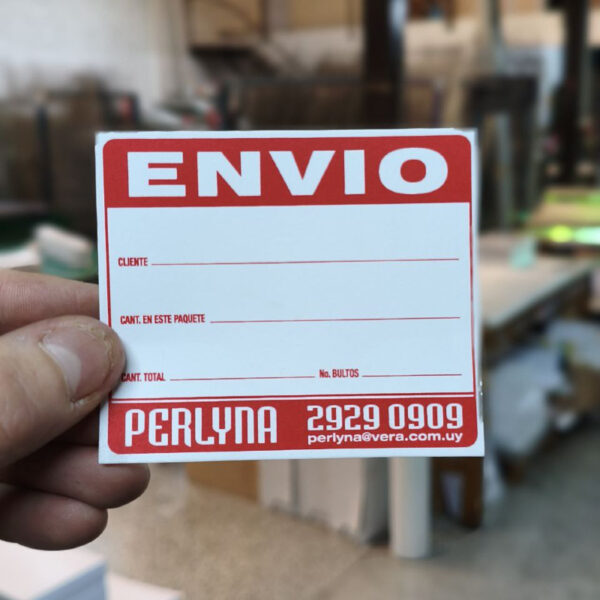 ENVIO
CLIENTE
CANT. EN ESTE PAQUETE
CANT. TOTAL No. BULTOS
PERLYNA 2929 0909
perlyna@vera.com.uy